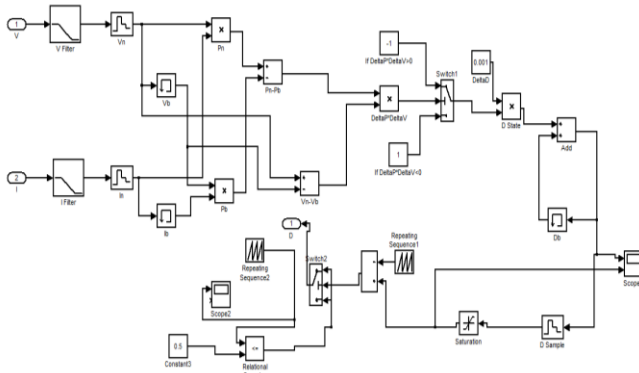 1
V
V Filter
Vn
Pn
Vb
Pn-Pb
-1
If DeltaP*DeltaV>0
Switch1
0.001
DeltaD
DeltaP*DeltaV
D State
Add
1
If DeltaP*DeltaV<0
2
I
I Filter
In
Ib
Pb
Vn-Vb
Db
1
D
Repeating
Sequence2
Switch2
Repeating
Sequence1
Scope
Scope2
0.5
Constant3
<=
Relational
Saturation
D Sample